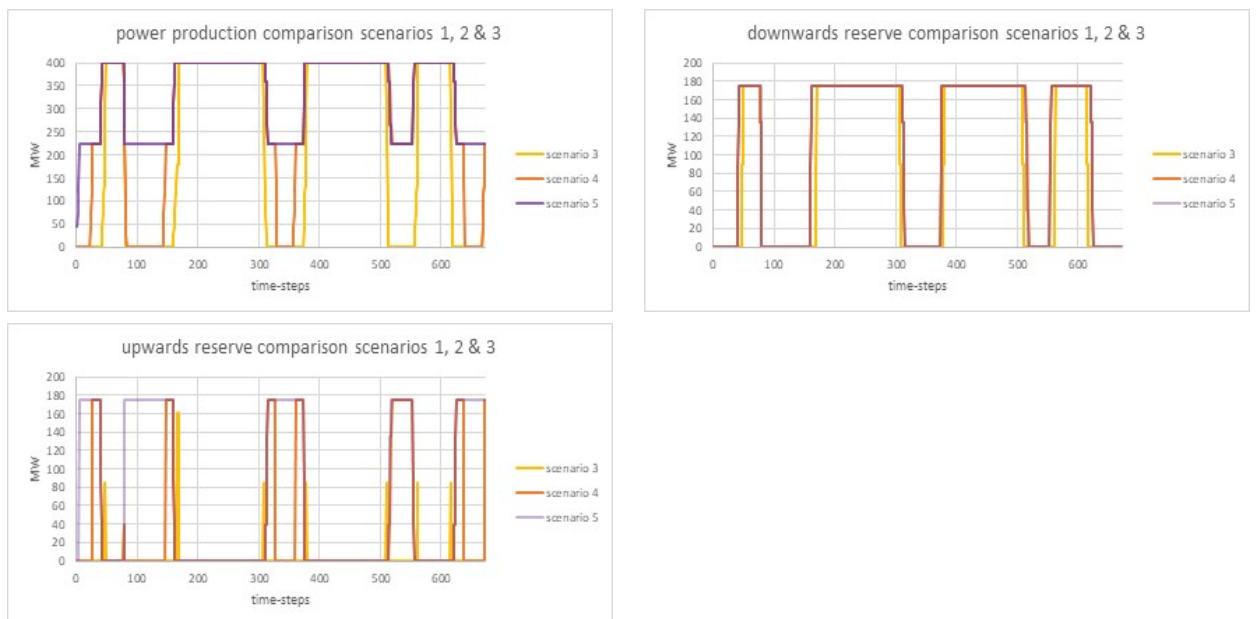 power production comparison scenarios 1, 2 & 3
400
350
300
250
200
150
100
50
0
MW
0 100 200 300 400 500 600
time-steps
scenario 3
scenario 4
scenario 5
downwards reserve comparison scenarios 1, 2 & 3
200
180
160
140
120
100
80
60
40
20
0
MW
0 100 200 300 400 500 600
time-steps
scenario 3
scenario 4
scenario 5
upwards reserve comparison scenarios 1, 2 & 3
200
180
160
140
120
100
80
60
40
20
0
MW
0 100 200 300 400 500 600
time-steps
scenario 3
scenario 4
scenario 5